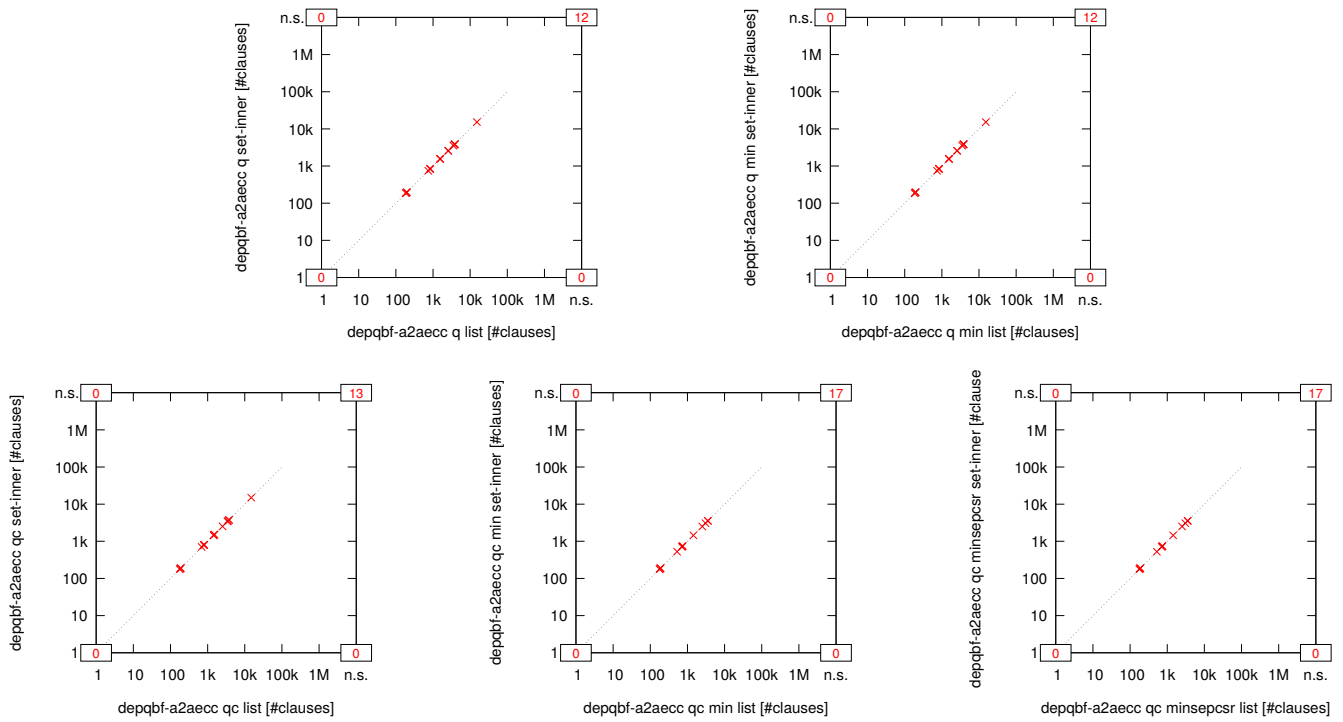 n.s.
0
12
1M
100k
10k
1k
100
10
1
0
0
1 10 100 1k 10k 100k 1M n.s.
depqbf-a2aecc q set-inner [#clauses]
depqbf-a2aecc q list [#clauses]
n.s.
0
12
1M
100k
10k
1k
100
10
1
0
0
1 10 100 1k 10k 100k 1M n.s.
depqbf-a2aecc q min set-inner [#clauses]
depqbf-a2aecc q min list [#clauses]
n.s.
0
13
1M
100k
10k
1k
100
10
1
0
0
1 10 100 1k 10k 100k 1M n.s.
depqbf-a2aecc qc set-inner [#clauses]
depqbf-a2aecc qc list [#clauses]
n.s.
0
17
1M
100k
10k
1k
100
10
1
0
0
1 10 100 1k 10k 100k 1M n.s.
depqbf-a2aecc qc min set-inner [#clauses]
depqbf-a2aecc qc min list [#clauses]
n.s.
0
17
1M
100k
10k
1k
100
10
1
0
0
1 10 100 1k 10k 100k 1M n.s.
depqbf-a2aecc qc minsepcsr set-inner [#clause
depqbf-a2aecc qc minsepcsr list [#clauses]